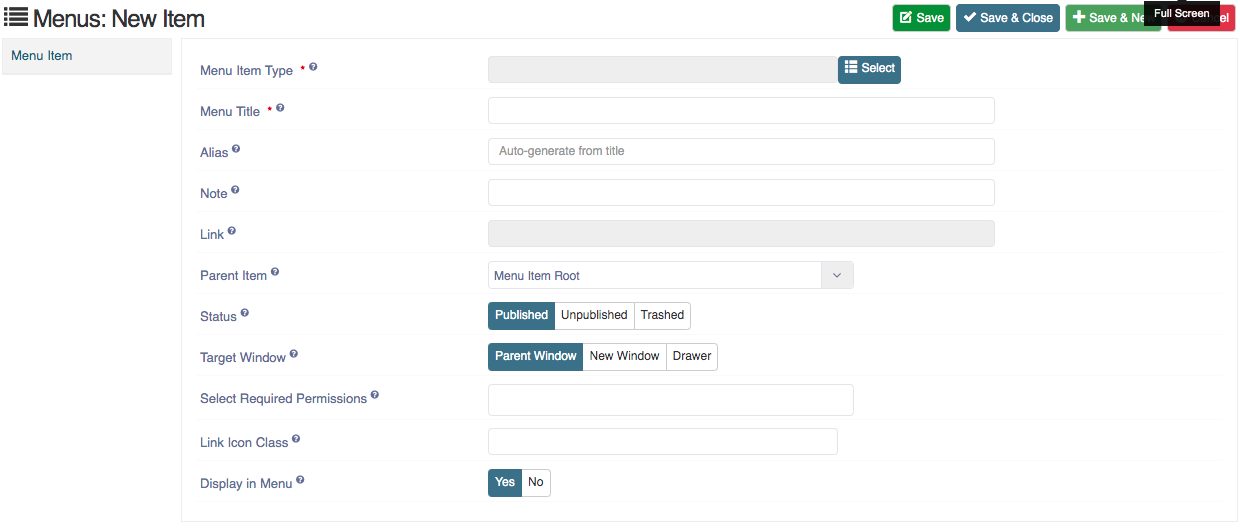 Menus: New Item
Save
Save & Close
Save & Ne
Full Screen
cel
Menu Item
Menu Item Type * ?
Select
Menu Title * ?
Alias ?
Auto-generate from title
Note ?
Link ?
Parent Item ?
Menu Item Root
Status ?
Published Unpublished Trashed
Target Window ?
Parent Window New Window Drawer
Select Required Permissions ?
Link Icon Class ?
Display in Menu ?
Yes No